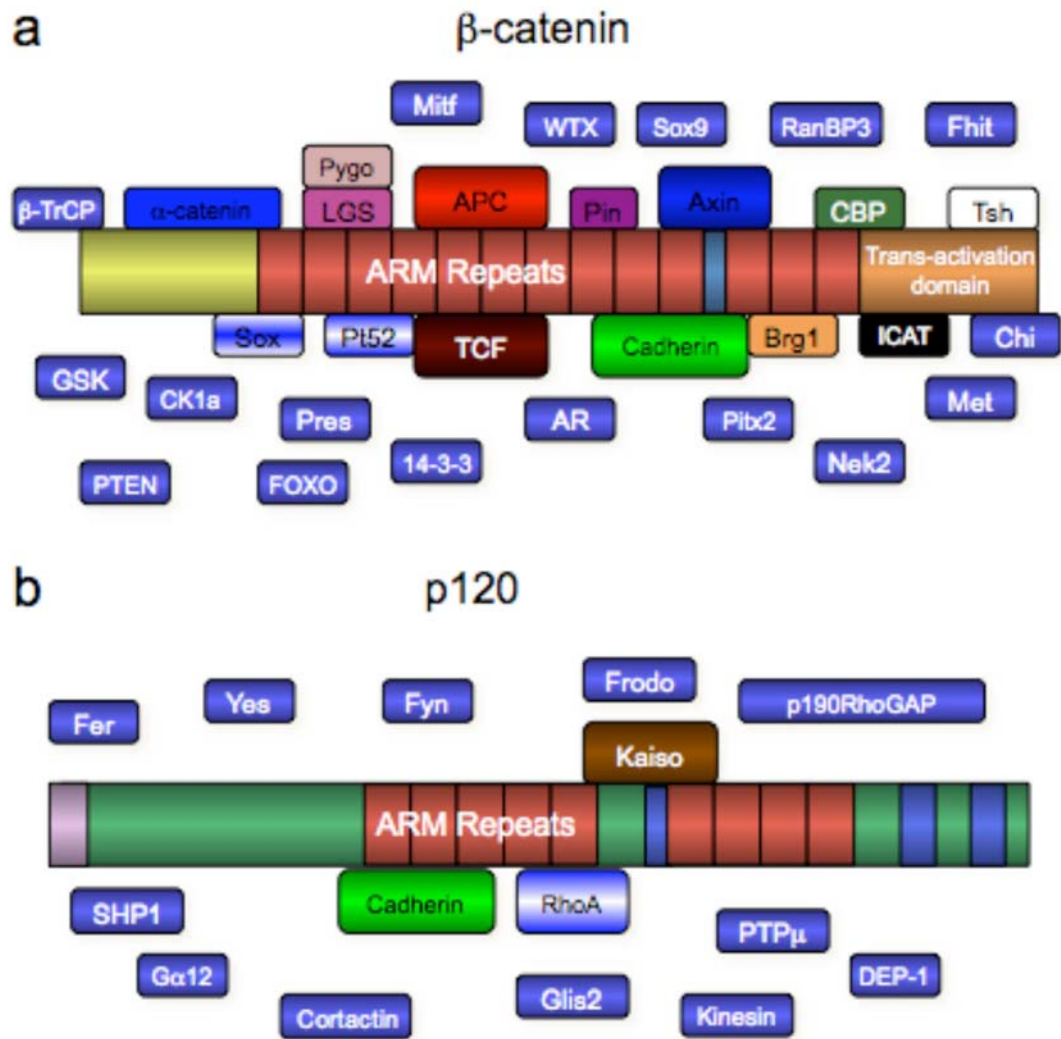 a
β-catenin
Mitf
WTX
Sox9
RanBP3
Fhit
Pygo
β-TrCP
α-catenin
LGS
APC
Pin
Axin
CBP
Tsh
ARM Repeats
Trans-activation
domain
Sox
Pt52
TCF
Cadherin
Brg1
ICAT
Chi
GSK
CK1a
Pres
AR
Pitx2
Met
14-3-3
Nek2
PTEN
FOXO
b
p120
Fer
Yes
Fyn
Frodo
p190RhoGAP
Kaiso
ARM Repeats
Cadherin
RhoA
SHP1
PTPμ
Gα12
DEP-1
Cortactin
Glis2
Kinesin